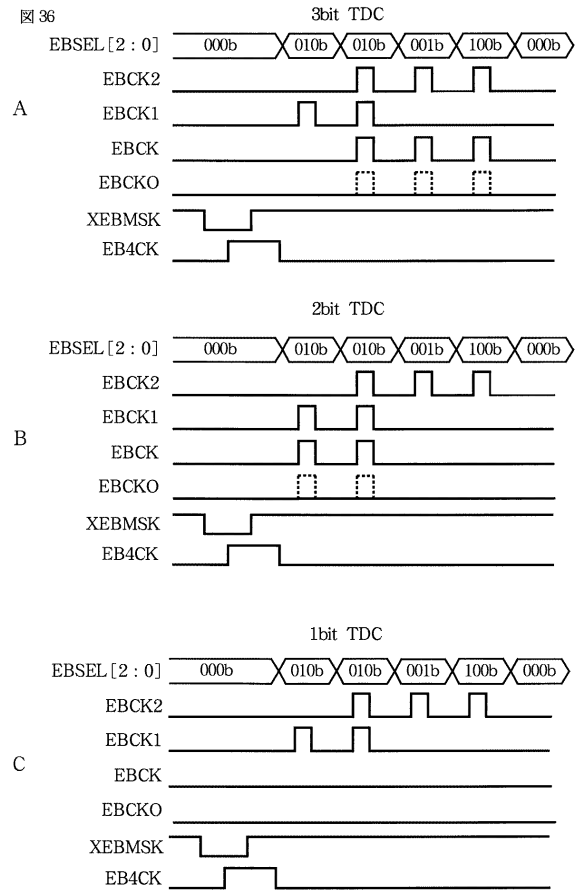 図36
3bit TDC
EBSEL[2:0] 000b 010b 010b 001b 100b 000b
EBCK2
A
EBCK1
EBCK
EBCKO
XEBMSK
EB4CK
2bit TDC
EBSEL[2:0] 000b 010b 010b 001b 100b 000b
EBCK2
EBCK1
B
EBCK
EBCKO
XEBMSK
EB4CK
1bit TDC
EBSEL[2:0] 000b 010b 010b 001b 100b 000b
EBCK2
EBCK1
C
EBCK
EBCKO
XEBMSK
EB4CK